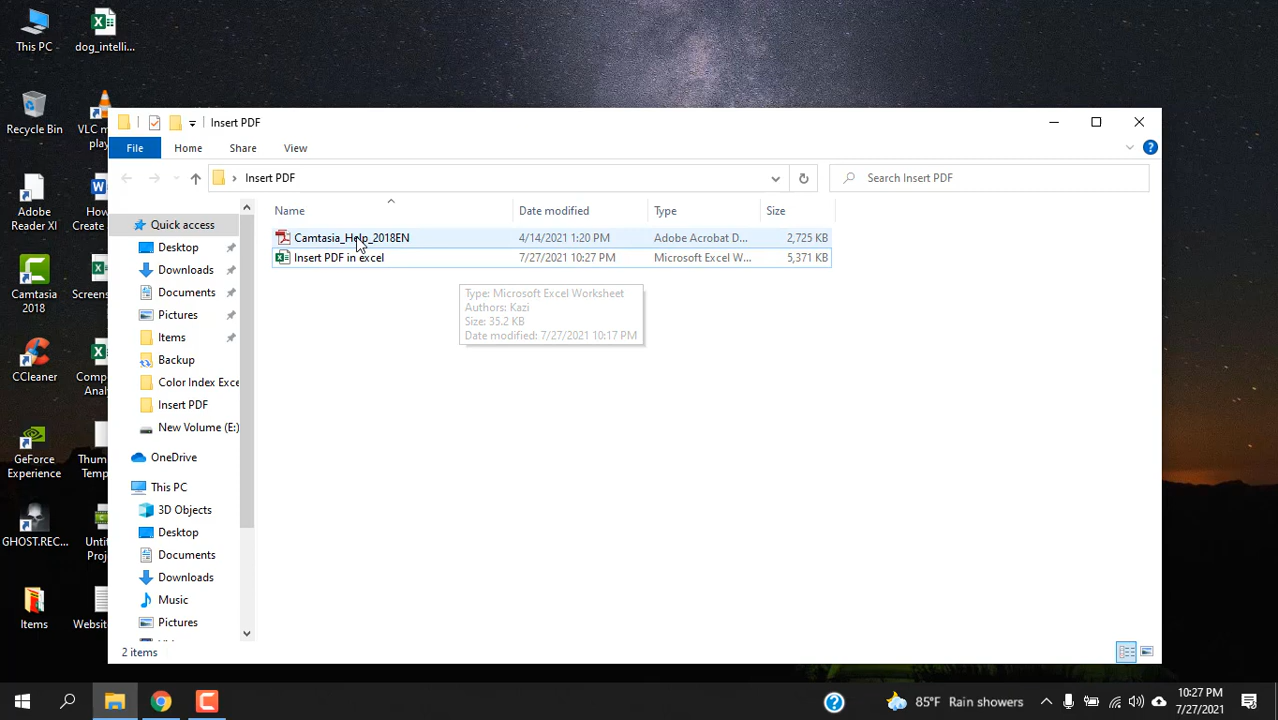 This PC
dog_intelli...
Recycle Bin
VLC m
play
Adobe
Reader XI
How
Create
Camtasia
2018
Screens
CCleaner
Comp
Anal
GeForce
Experience
Thum
Temp
GHOST.REC...
Unti
Proj
Items
Websit
Insert PDF
File
Home
Share
View
Insert PDF
Search Insert PDF
Quick access
Desktop
Downloads
Documents
Pictures
Items
Backup
Color Index Exce
Insert PDF
New Volume (E:)
OneDrive
This PC
3D Objects
Desktop
Documents
Downloads
Music
Pictures
Name
Date modified
Type
Size
Camtasia_Help_2018EN
4/14/2021 1:20 PM
Adobe Acrobat D...
2,725 KB
Insert PDF in excel
7/27/2021 10:27 PM
Microsoft Excel W...
5,371 KB
Type: Microsoft Excel Worksheet
Authors: Kazi
Size: 35.2 KB
Date modified: 7/27/2021 10:17 PM
2 items
85°F Rain showers
10:27 PM
7/27/2021